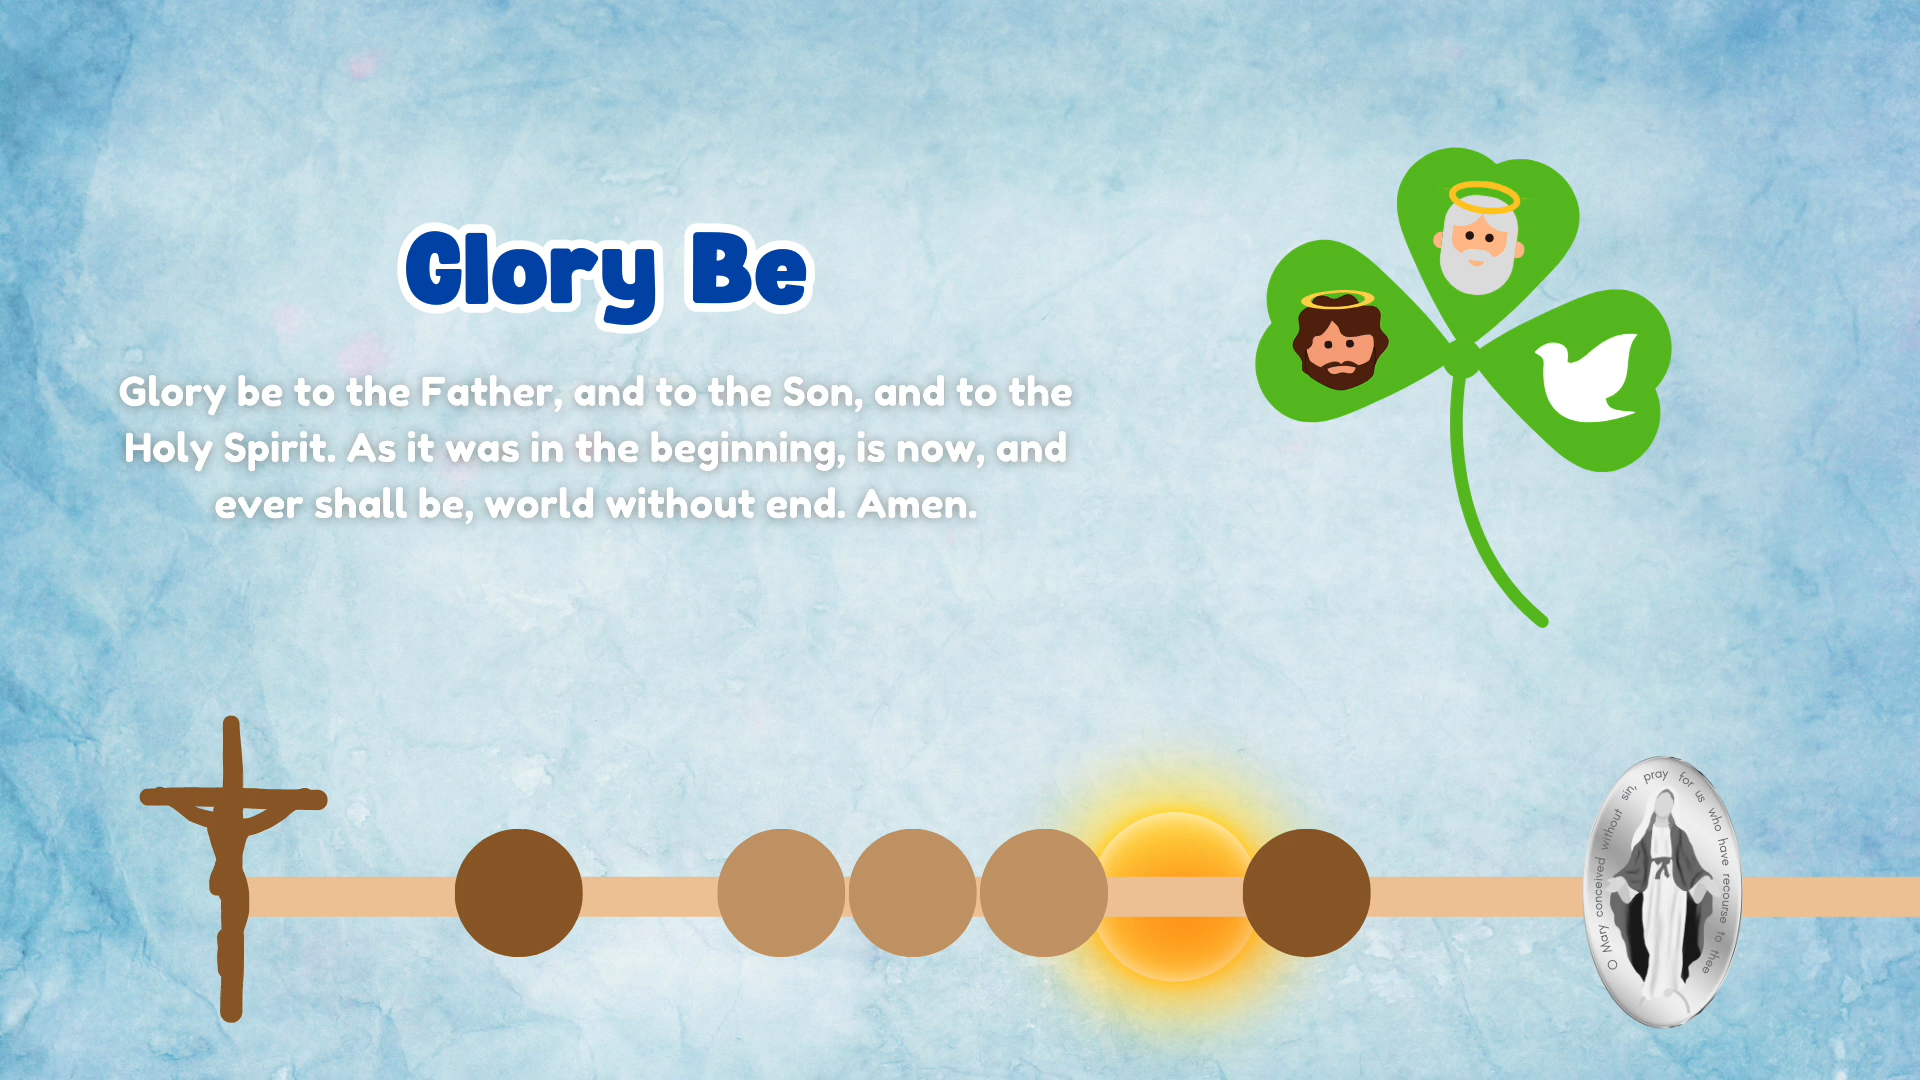 Glory Be
Glory be to the Father, and to the Son, and to the
Holy Spirit. As it was in the beginning, is now, and
ever shall be, world without end. Amen.
O Mary conceived without sin, pray for us who have recourse to thee